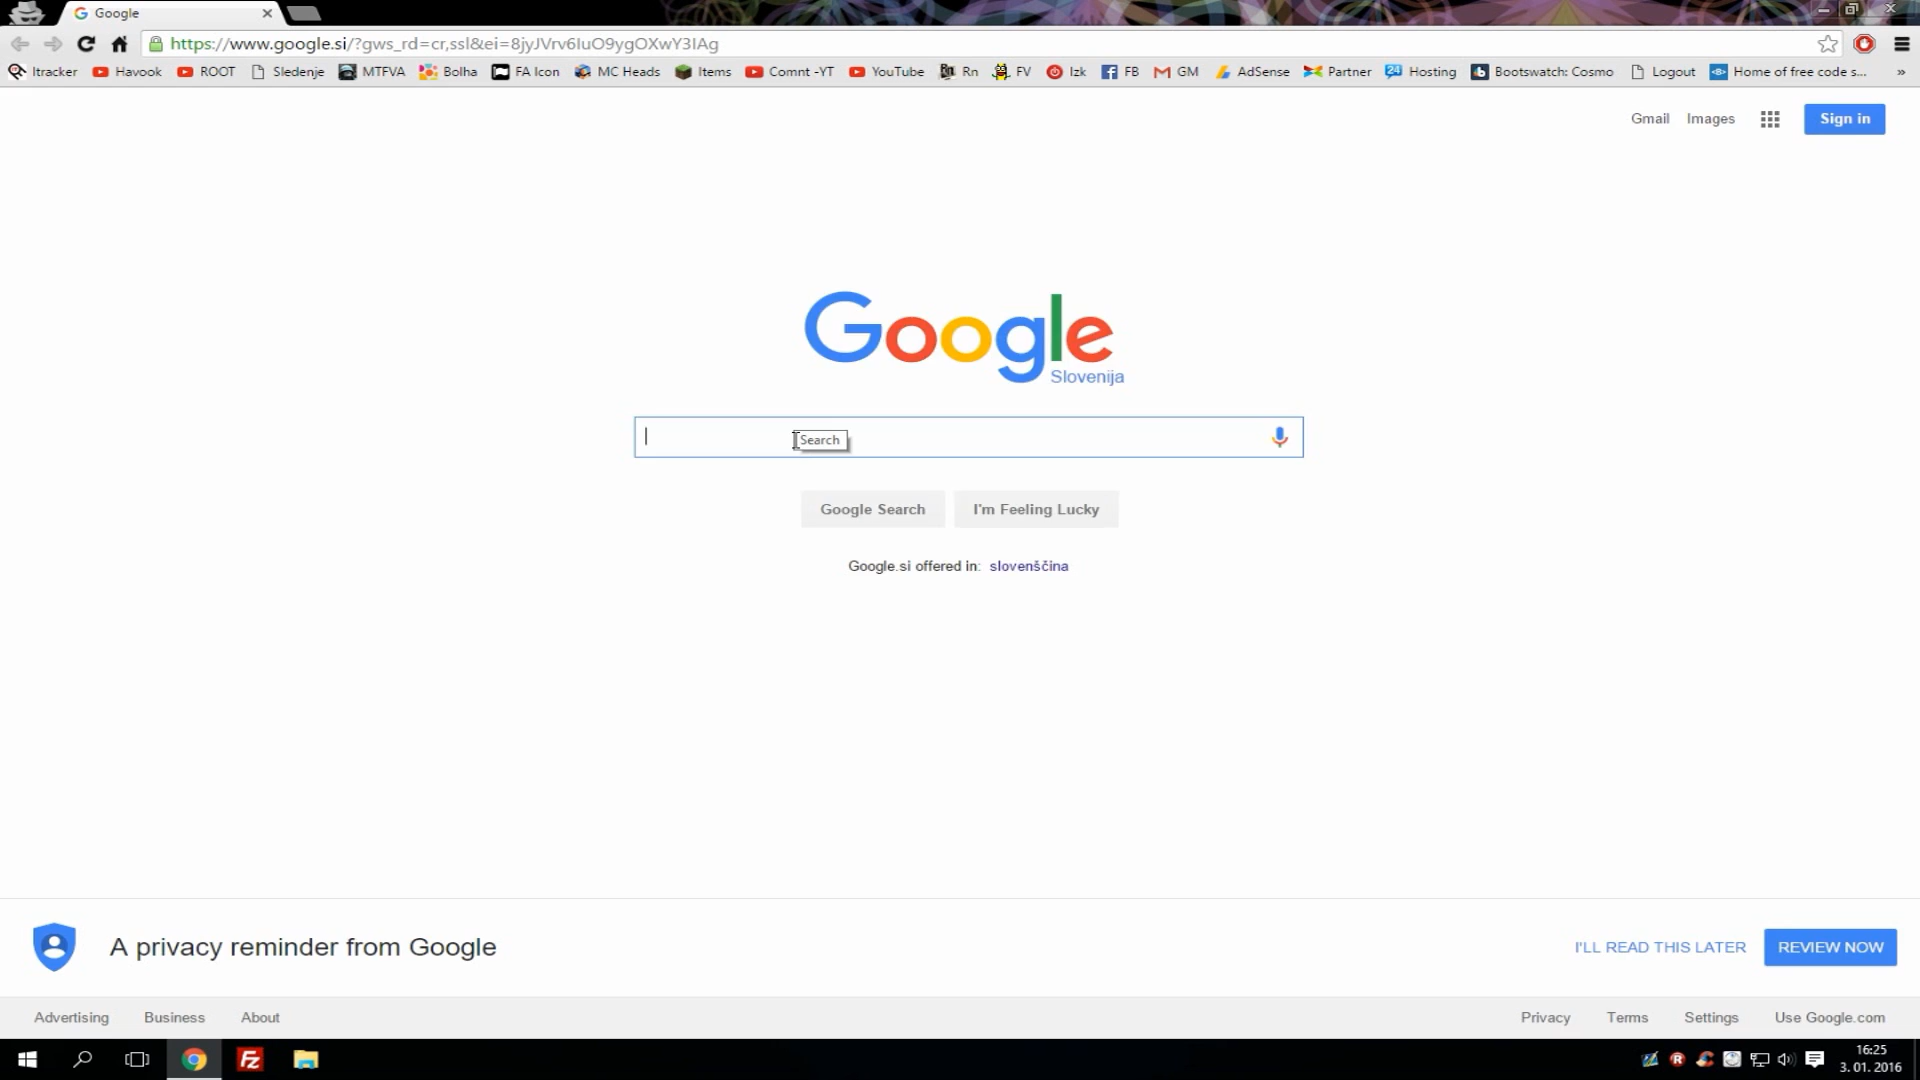 Google
https://www.google.si/?gws_rd=cr,ssl&ei=8jyJVrv6IuO9ygOXwY3IAg
Itracker Havook ROOT Sledenje MTFVA Bolha FA Icon MC Heads Items Comnt -YT YouTube Rn FV Izk FB GM AdSense Partner Hosting Bootswatch: Cosmo Logout Home of free code s... »
Gmail Images Sign in
Google
Slovenija
Search
Google Search I'm Feeling Lucky
Google.si offered in: slovenščina
A privacy reminder from Google I'LL READ THIS LATER REVIEW NOW
Advertising Business About Privacy Terms Settings Use Google.com
16:25
3. 01. 2016